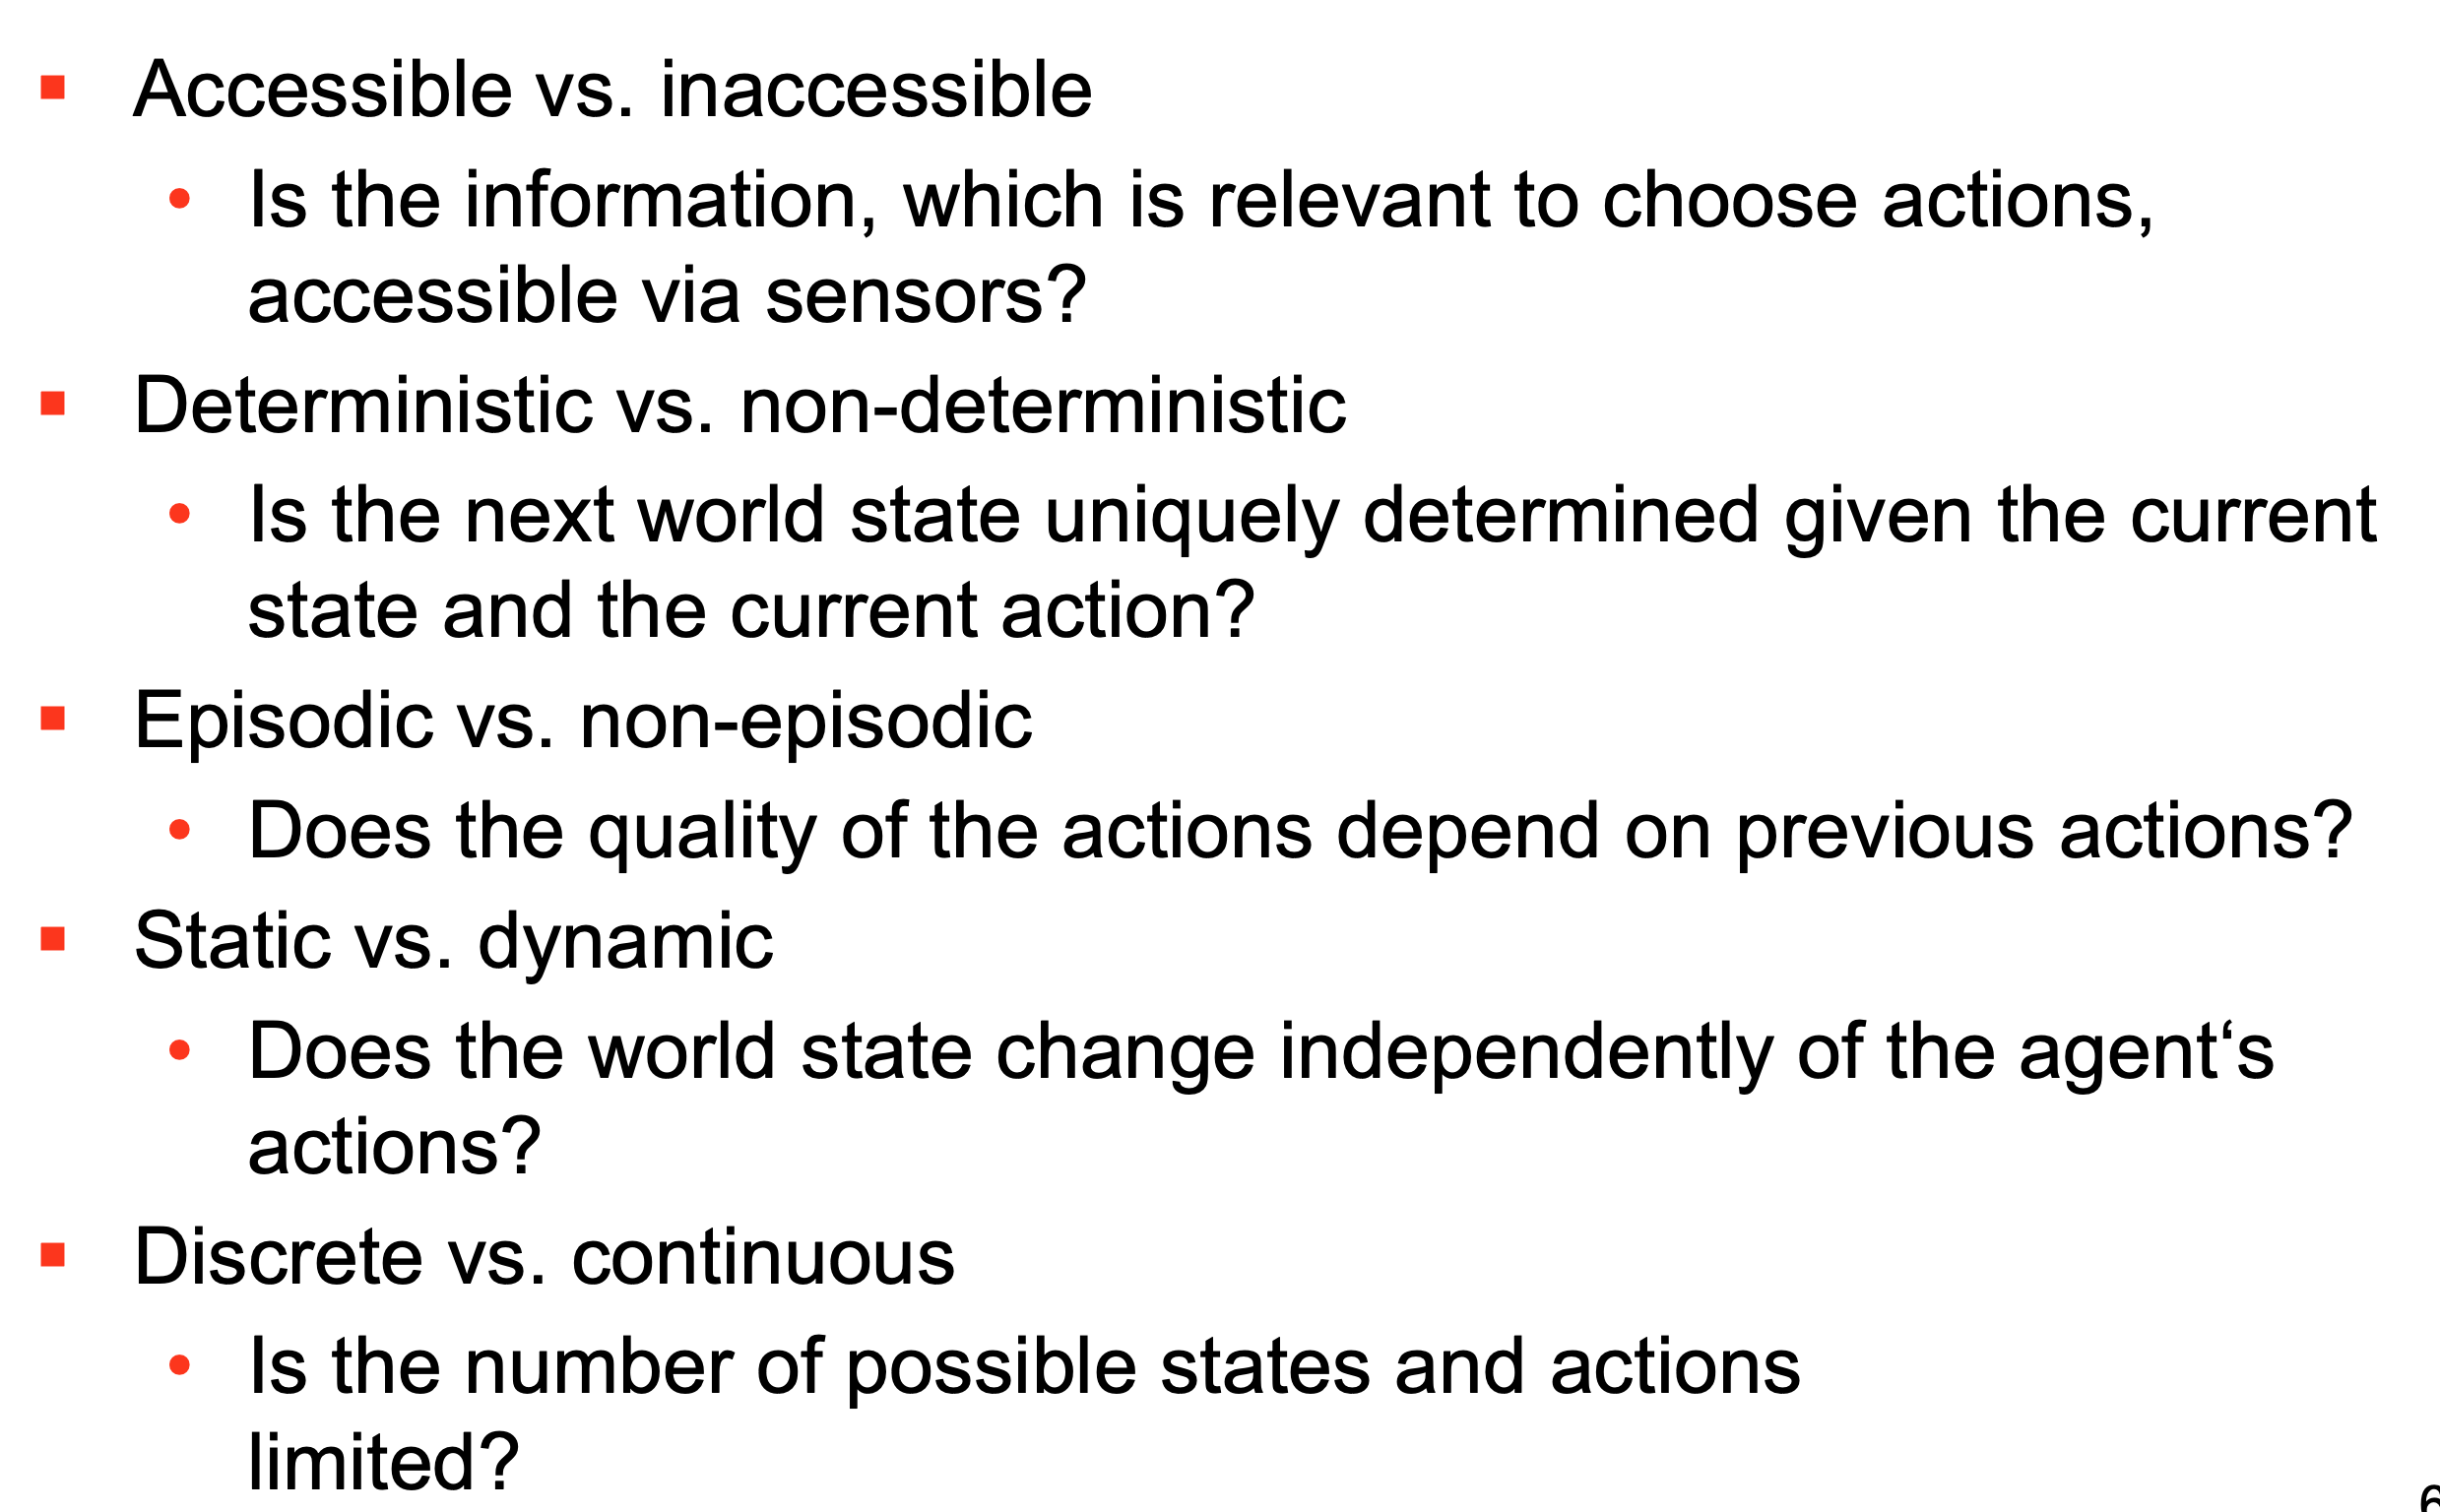 Accessible vs. inaccessible
Is the information, which is relevant to choose actions,
accessible via sensors?
Deterministic vs. non-deterministic
Is the next world state uniquely determined given the current
state and the current action?
Episodic vs. non-episodic
Does the quality of the actions depend on previous actions?
Static vs. dynamic
Does the world state change independently of the agent‘s
actions?
Discrete vs. continuous
Is the number of possible states and actions
limited?